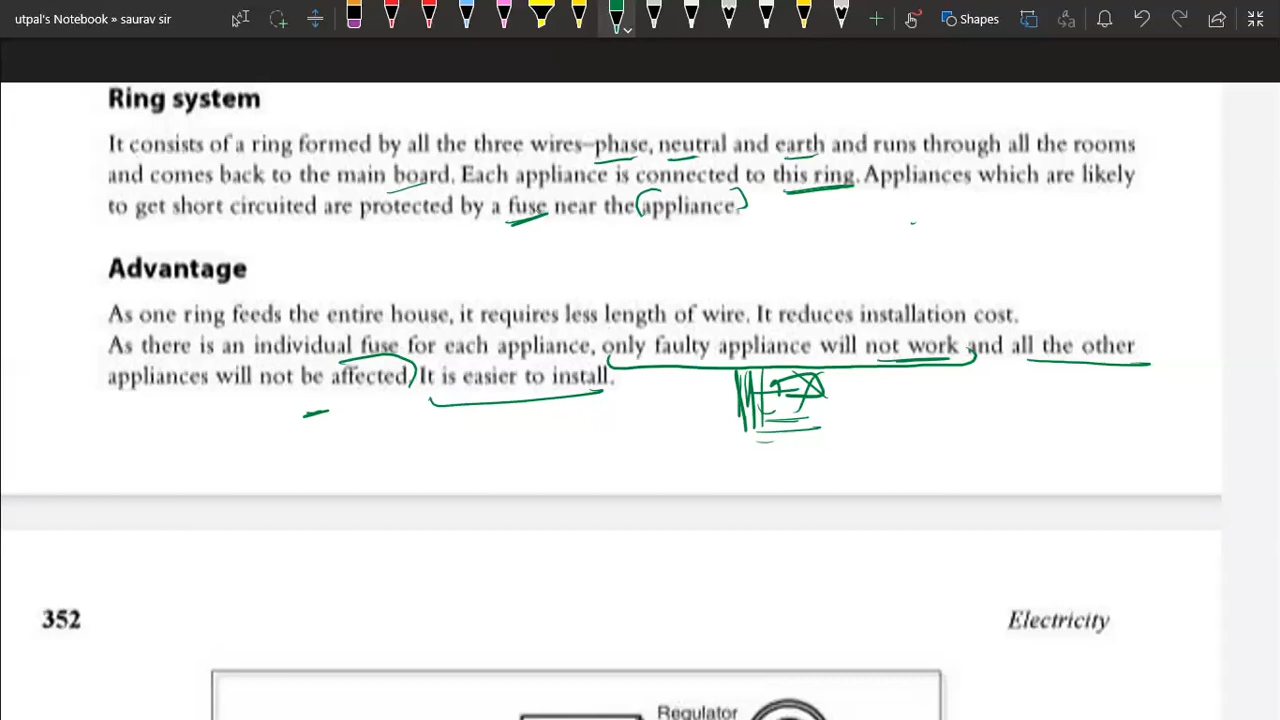 utpal's Notebook » saurav sir
Shapes
Ring system
It consists of a ring formed by all the three wires–phase, neutral and earth and runs through all the rooms
and comes back to the main board. Each appliance is connected to this ring. Appliances which are likely
to get short circuited are protected by a fuse near the appliance.
Advantage
As one ring feeds the entire house, it requires less length of wire. It reduces installation cost.
As there is an individual fuse for each appliance, only faulty appliance will not work and all the other
appliances will not be affected. It is easier to install.
352
Electricity
Regulator